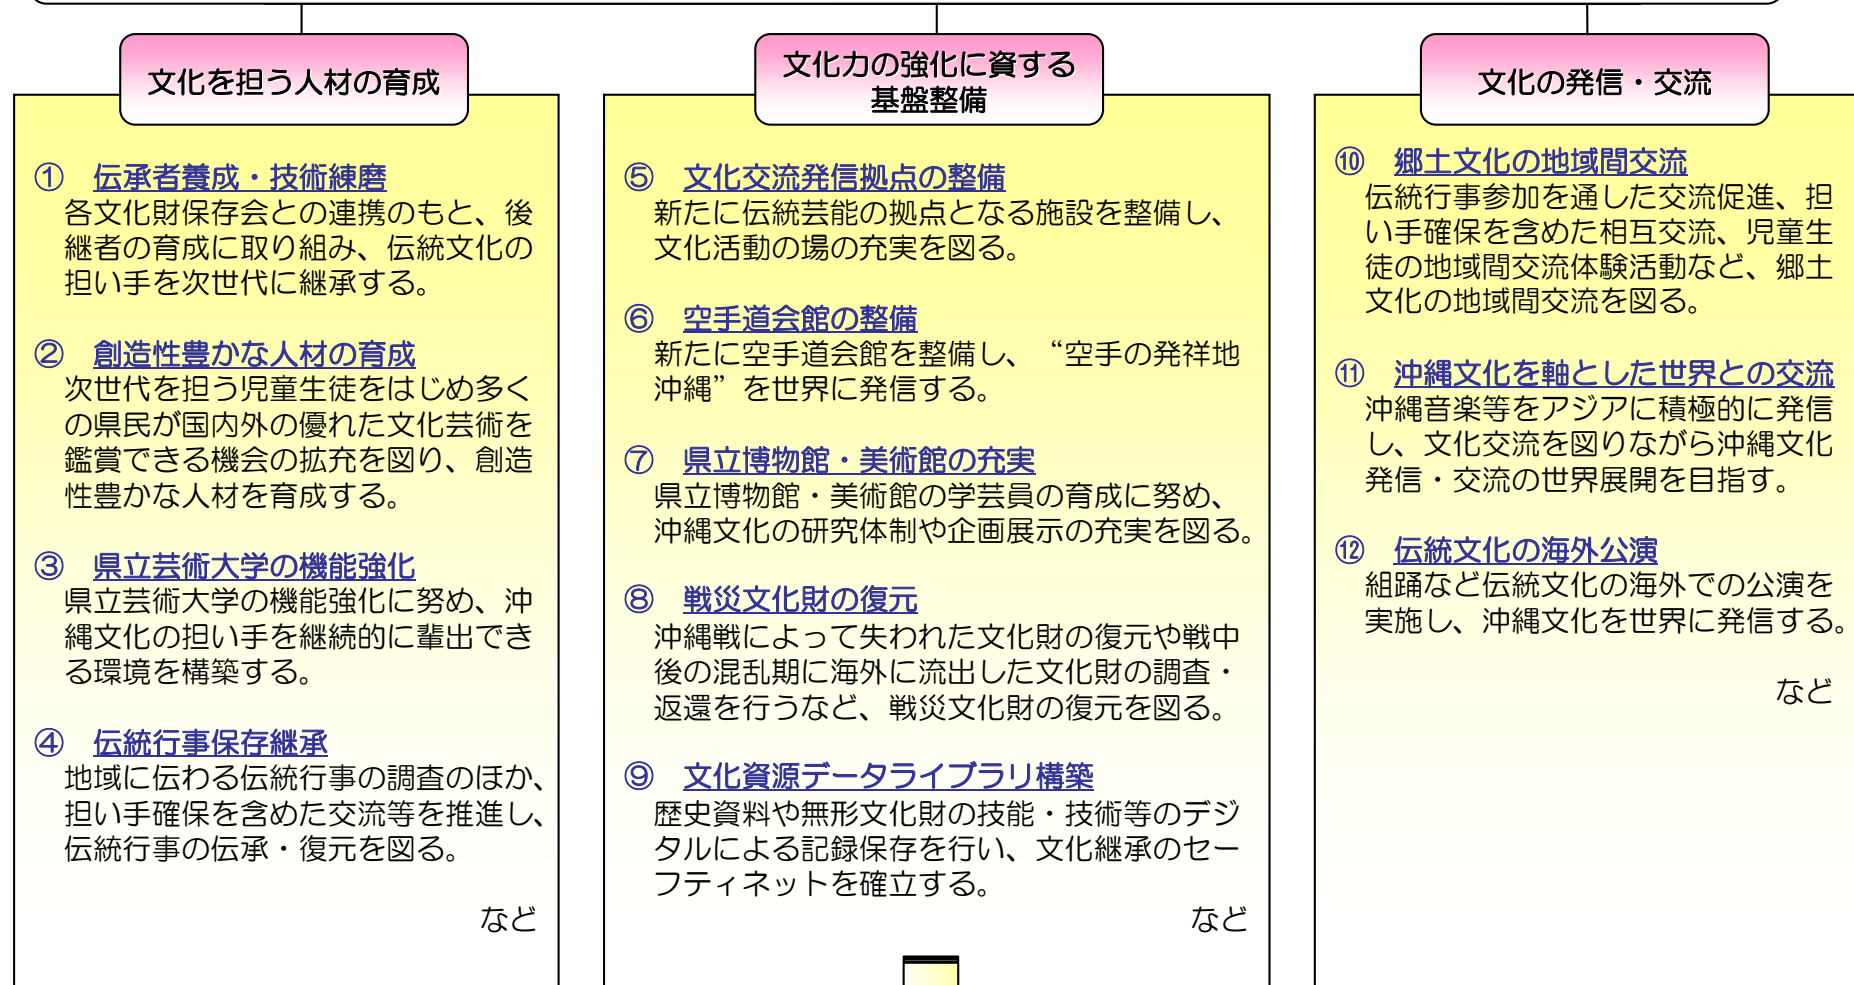 文化を担う人材の育成
① 伝承者養成・技術練磨
各文化財保存会との連携のもと、後
継者の育成に取り組み、伝統文化の
担い手を次世代に継承する。
② 創造性豊かな人材の育成
次世代を担う児童生徒をはじめ多く
の県民が国内外の優れた文化芸術を
鑑賞できる機会の拡充を図り、創造
性豊かな人材を育成する。
③ 県立芸術大学の機能強化
県立芸術大学の機能強化に努め、沖
縄文化の担い手を継続的に輩出でき
る環境を構築する。
④ 伝統行事保存継承
地域に伝わる伝統行事の調査のほか、
担い手確保を含めた交流等を推進し、
伝統行事の伝承・復元を図る。
など
文化力の強化に資する
基盤整備
⑤ 文化交流発信拠点の整備
新たに伝統芸能の拠点となる施設を整備し、
文化活動の場の充実を図る。
⑥ 空手道会館の整備
新たに空手道会館を整備し、“空手の発祥地
沖縄”を世界に発信する。
⑦ 県立博物館・美術館の充実
県立博物館・美術館の学芸員の育成に努め、
沖縄文化の研究体制や企画展示の充実を図る。
⑧ 戦災文化財の復元
沖縄戦によって失われた文化財の復元や戦中
後の混乱期に海外に流出した文化財の調査・
返還を行うなど、戦災文化財の復元を図る。
⑨ 文化資源データライブラリ構築
歴史資料や無形文化財の技能・技術等のデジ
タルによる記録保存を行い、文化継承のセー
フティネットを確立する。
など
文化の発信・交流
⑩ 郷土文化の地域間交流
伝統行事参加を通した交流促進、担
い手確保を含めた相互交流、児童生
徒の地域間交流体験活動など、郷土
文化の地域間交流を図る。
⑪ 沖縄文化を軸とした世界との交流
沖縄音楽等をアジアに積極的に発信
し、文化交流を図りながら沖縄文化
発信・交流の世界展開を目指す。
⑫ 伝統文化の海外公演
組踊など伝統文化の海外での公演を
実施し、沖縄文化を世界に発信する。
など